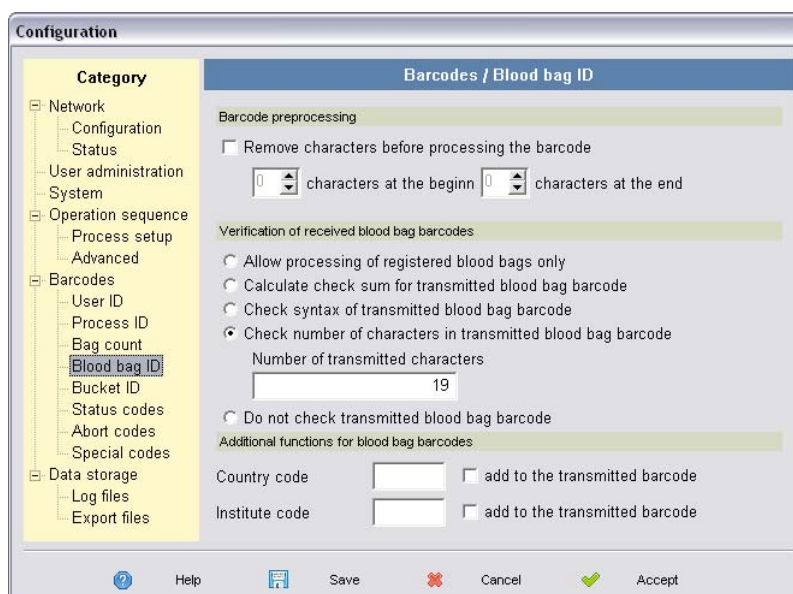 Configuration
Category
Network
Configuration
Status
User administration
System
Operation sequence
Process setup
Advanced
Barcodes
User ID
Process ID
Bag count
Blood bag ID
Bucket ID
Status codes
Abort codes
Special codes
Data storage
Log files
Export files
Barcodes / Blood bag ID
Barcode preprocessing
Remove characters before processing the barcode
0 characters at the beginn 0 characters at the end
Verification of received blood bag barcodes
Allow processing of registered blood bags only
Calculate check sum for transmitted blood bag barcode
Check syntax of transmitted blood bag barcode
Check number of characters in transmitted blood bag barcode
Number of transmitted characters
19
Do not check transmitted blood bag barcode
Additional functions for blood bag barcodes
Country code add to the transmitted barcode
Institute code add to the transmitted barcode
Help Save Cancel Accept